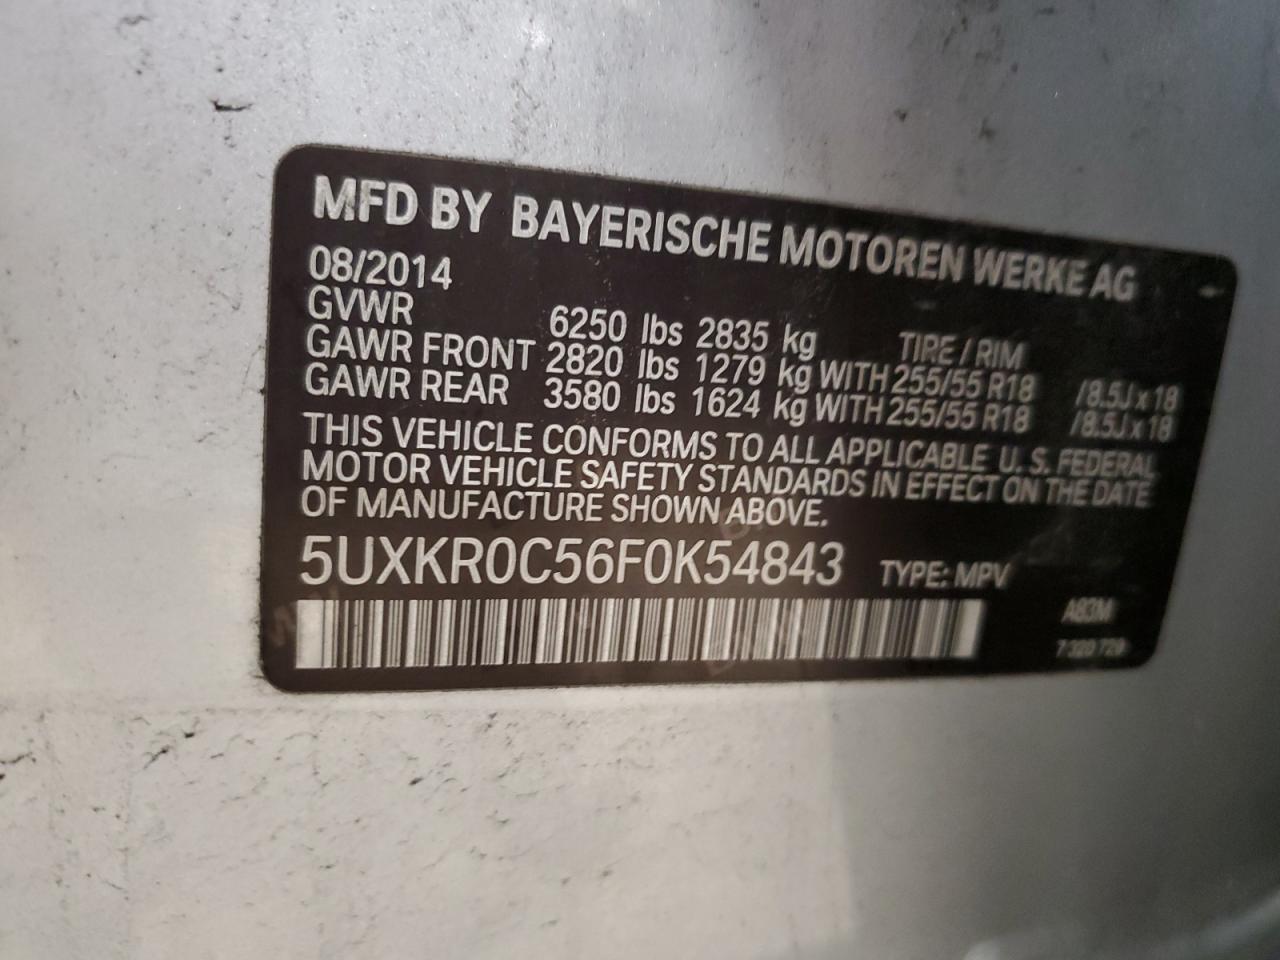 MFD BY BAYERISCHE MOTOREN WERKE AG
08/2014
GVWR 6250 lbs 2835 kg TIRE / RIM
GAWR FRONT 2820 lbs 1279 kg WITH 255/55 R18 /8.5J x 18
GAWR REAR 3580 lbs 1624 kg WITH 255/55 R18 /8.5J x 18
THIS VEHICLE CONFORMS TO ALL APPLICABLE U.S. FEDERAL
MOTOR VEHICLE SAFETY STANDARDS IN EFFECT ON THE DATE
OF MANUFACTURE SHOWN ABOVE.
5UXKR0C56F0K54843 TYPE: MPV
A83M
7 320 729